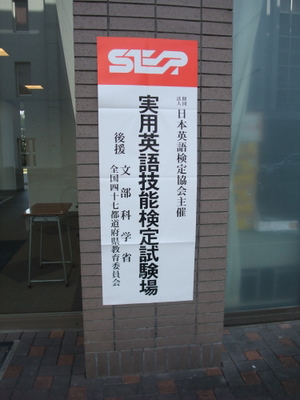 STEP
財団法人 日本英語検定協会主催
実用英語技能検定試験場
後援 文部科学省
全国四十七都道府県教育委員会